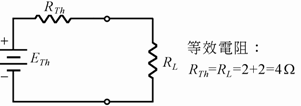 R_Th
+
E_Th
−
R_L
等效電阻：
R_Th=R_L=2+2=4Ω